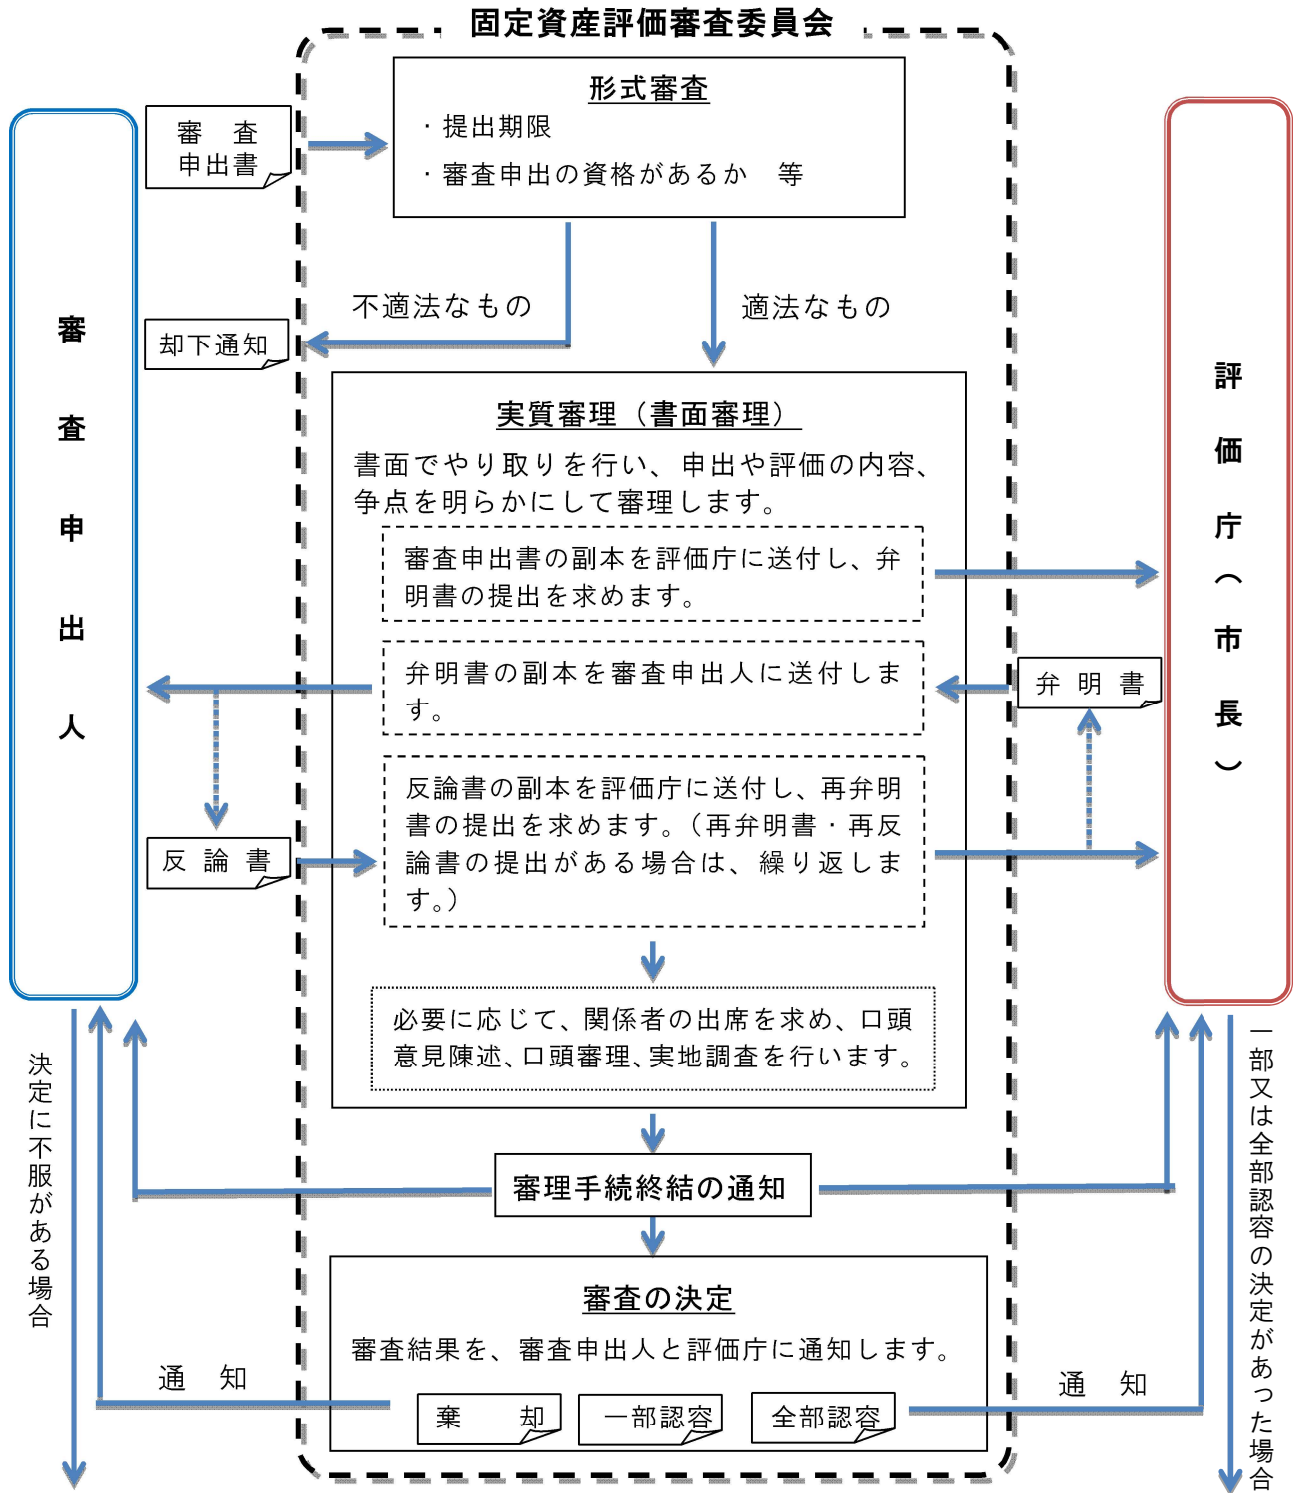 固定資産評価審査委員会
形式審査
・提出期限
・審査申出の資格があるか　等
審　査
申出書
不適法なもの
適法なもの
却下通知
審査申出人
評価庁（市長）
実質審理（書面審理）
書面でやり取りを行い、申出や評価の内容、
争点を明らかにして審理します。
審査申出書の副本を評価庁に送付し、弁
明書の提出を求めます。
弁明書の副本を審査申出人に送付しま
す。
弁 明 書
反論書の副本を評価庁に送付し、再弁明
書の提出を求めます。（再弁明書・再反
論書の提出がある場合は、繰り返しま
す。）
反 論 書
必要に応じて、関係者の出席を求め、口頭
意見陳述、口頭審理、実地調査を行います。
審理手続終結の通知
審査の決定
審査結果を、審査申出人と評価庁に通知します。
棄　　却
一部認容
全部認容
通　知
通　知
決定に不服がある場合
一部又は全部認容の決定があった場合